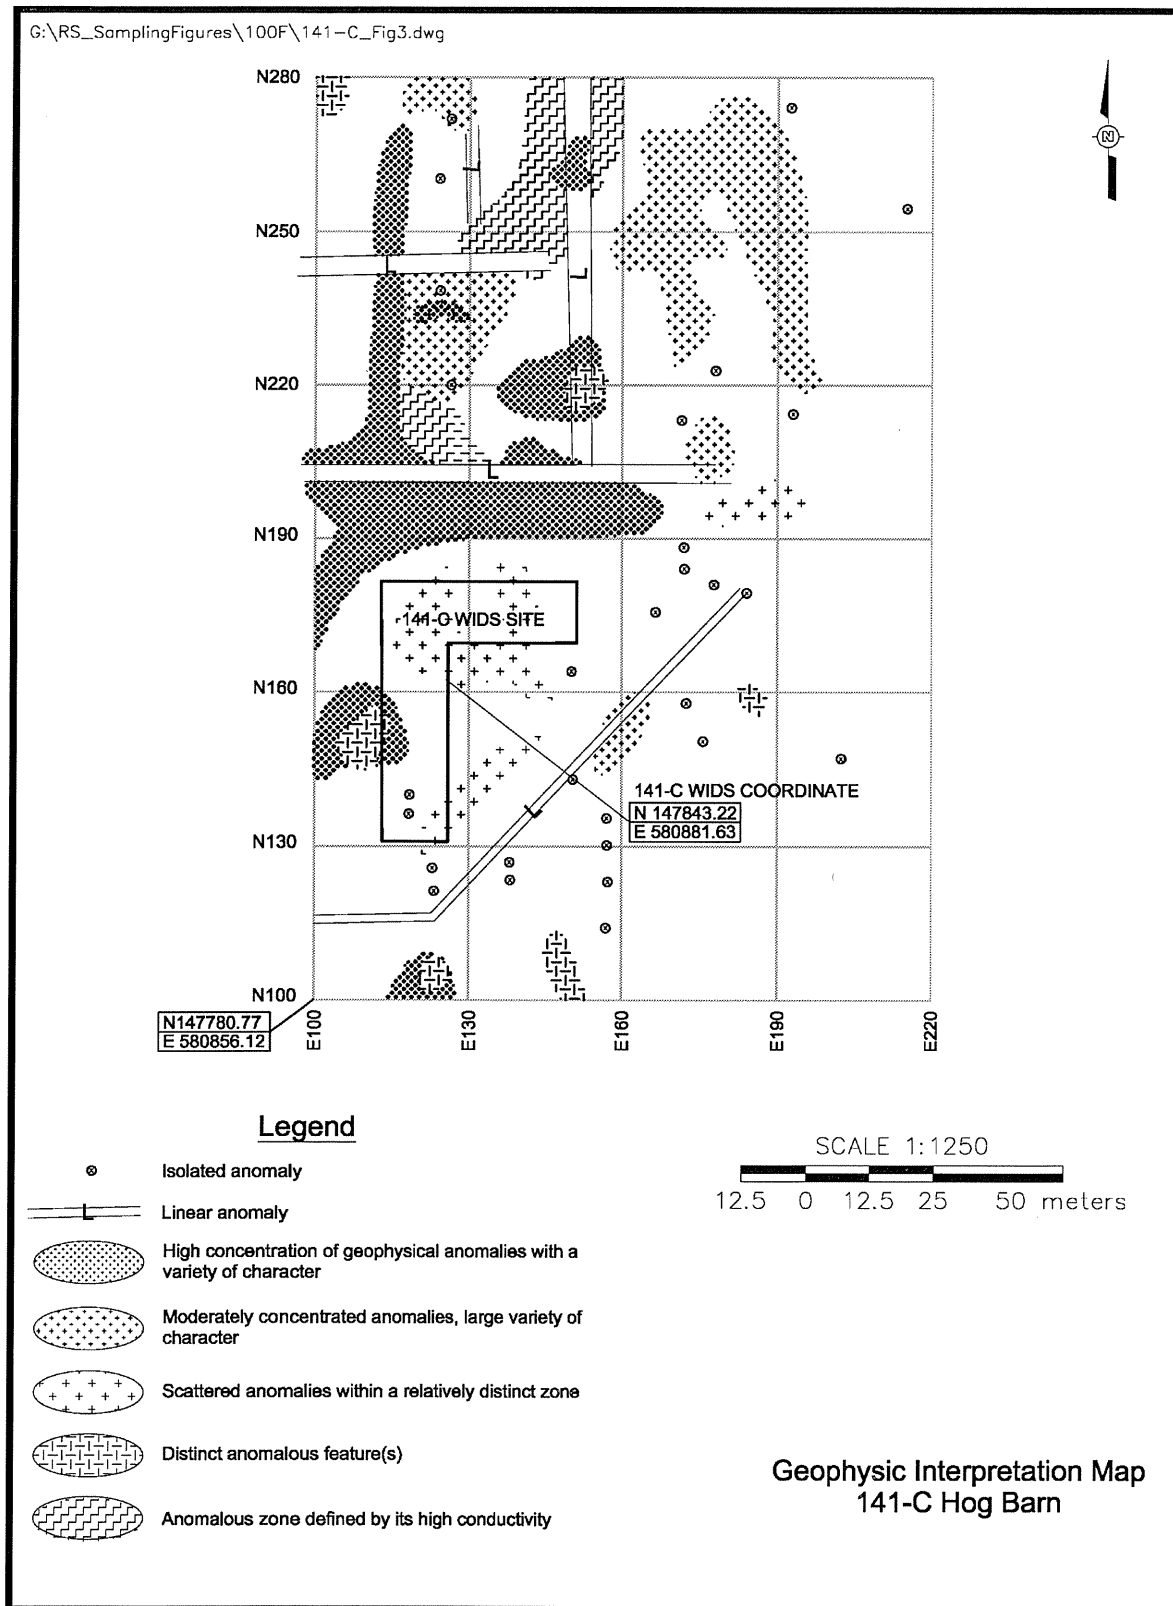 G:\RS_SamplingFigures\100F\141-C_Fig3.dwg
N280
N
L
N250
L
L
N220
L
N190
141-C WIDS SITE
N160
141-C WIDS COORDINATE
N 147843.22
E 580881.63
L
N130
N100
N147780.77
E 580856.12
E100
E130
E160
E190
E220
Legend
Isolated anomaly
L
Linear anomaly
High concentration of geophysical anomalies with a
variety of character
Moderately concentrated anomalies, large variety of
character
Scattered anomalies within a relatively distinct zone
Distinct anomalous feature(s)
Anomalous zone defined by its high conductivity
SCALE 1:1250
12.5 0 12.5 25 50 meters
Geophysic Interpretation Map
141-C Hog Barn